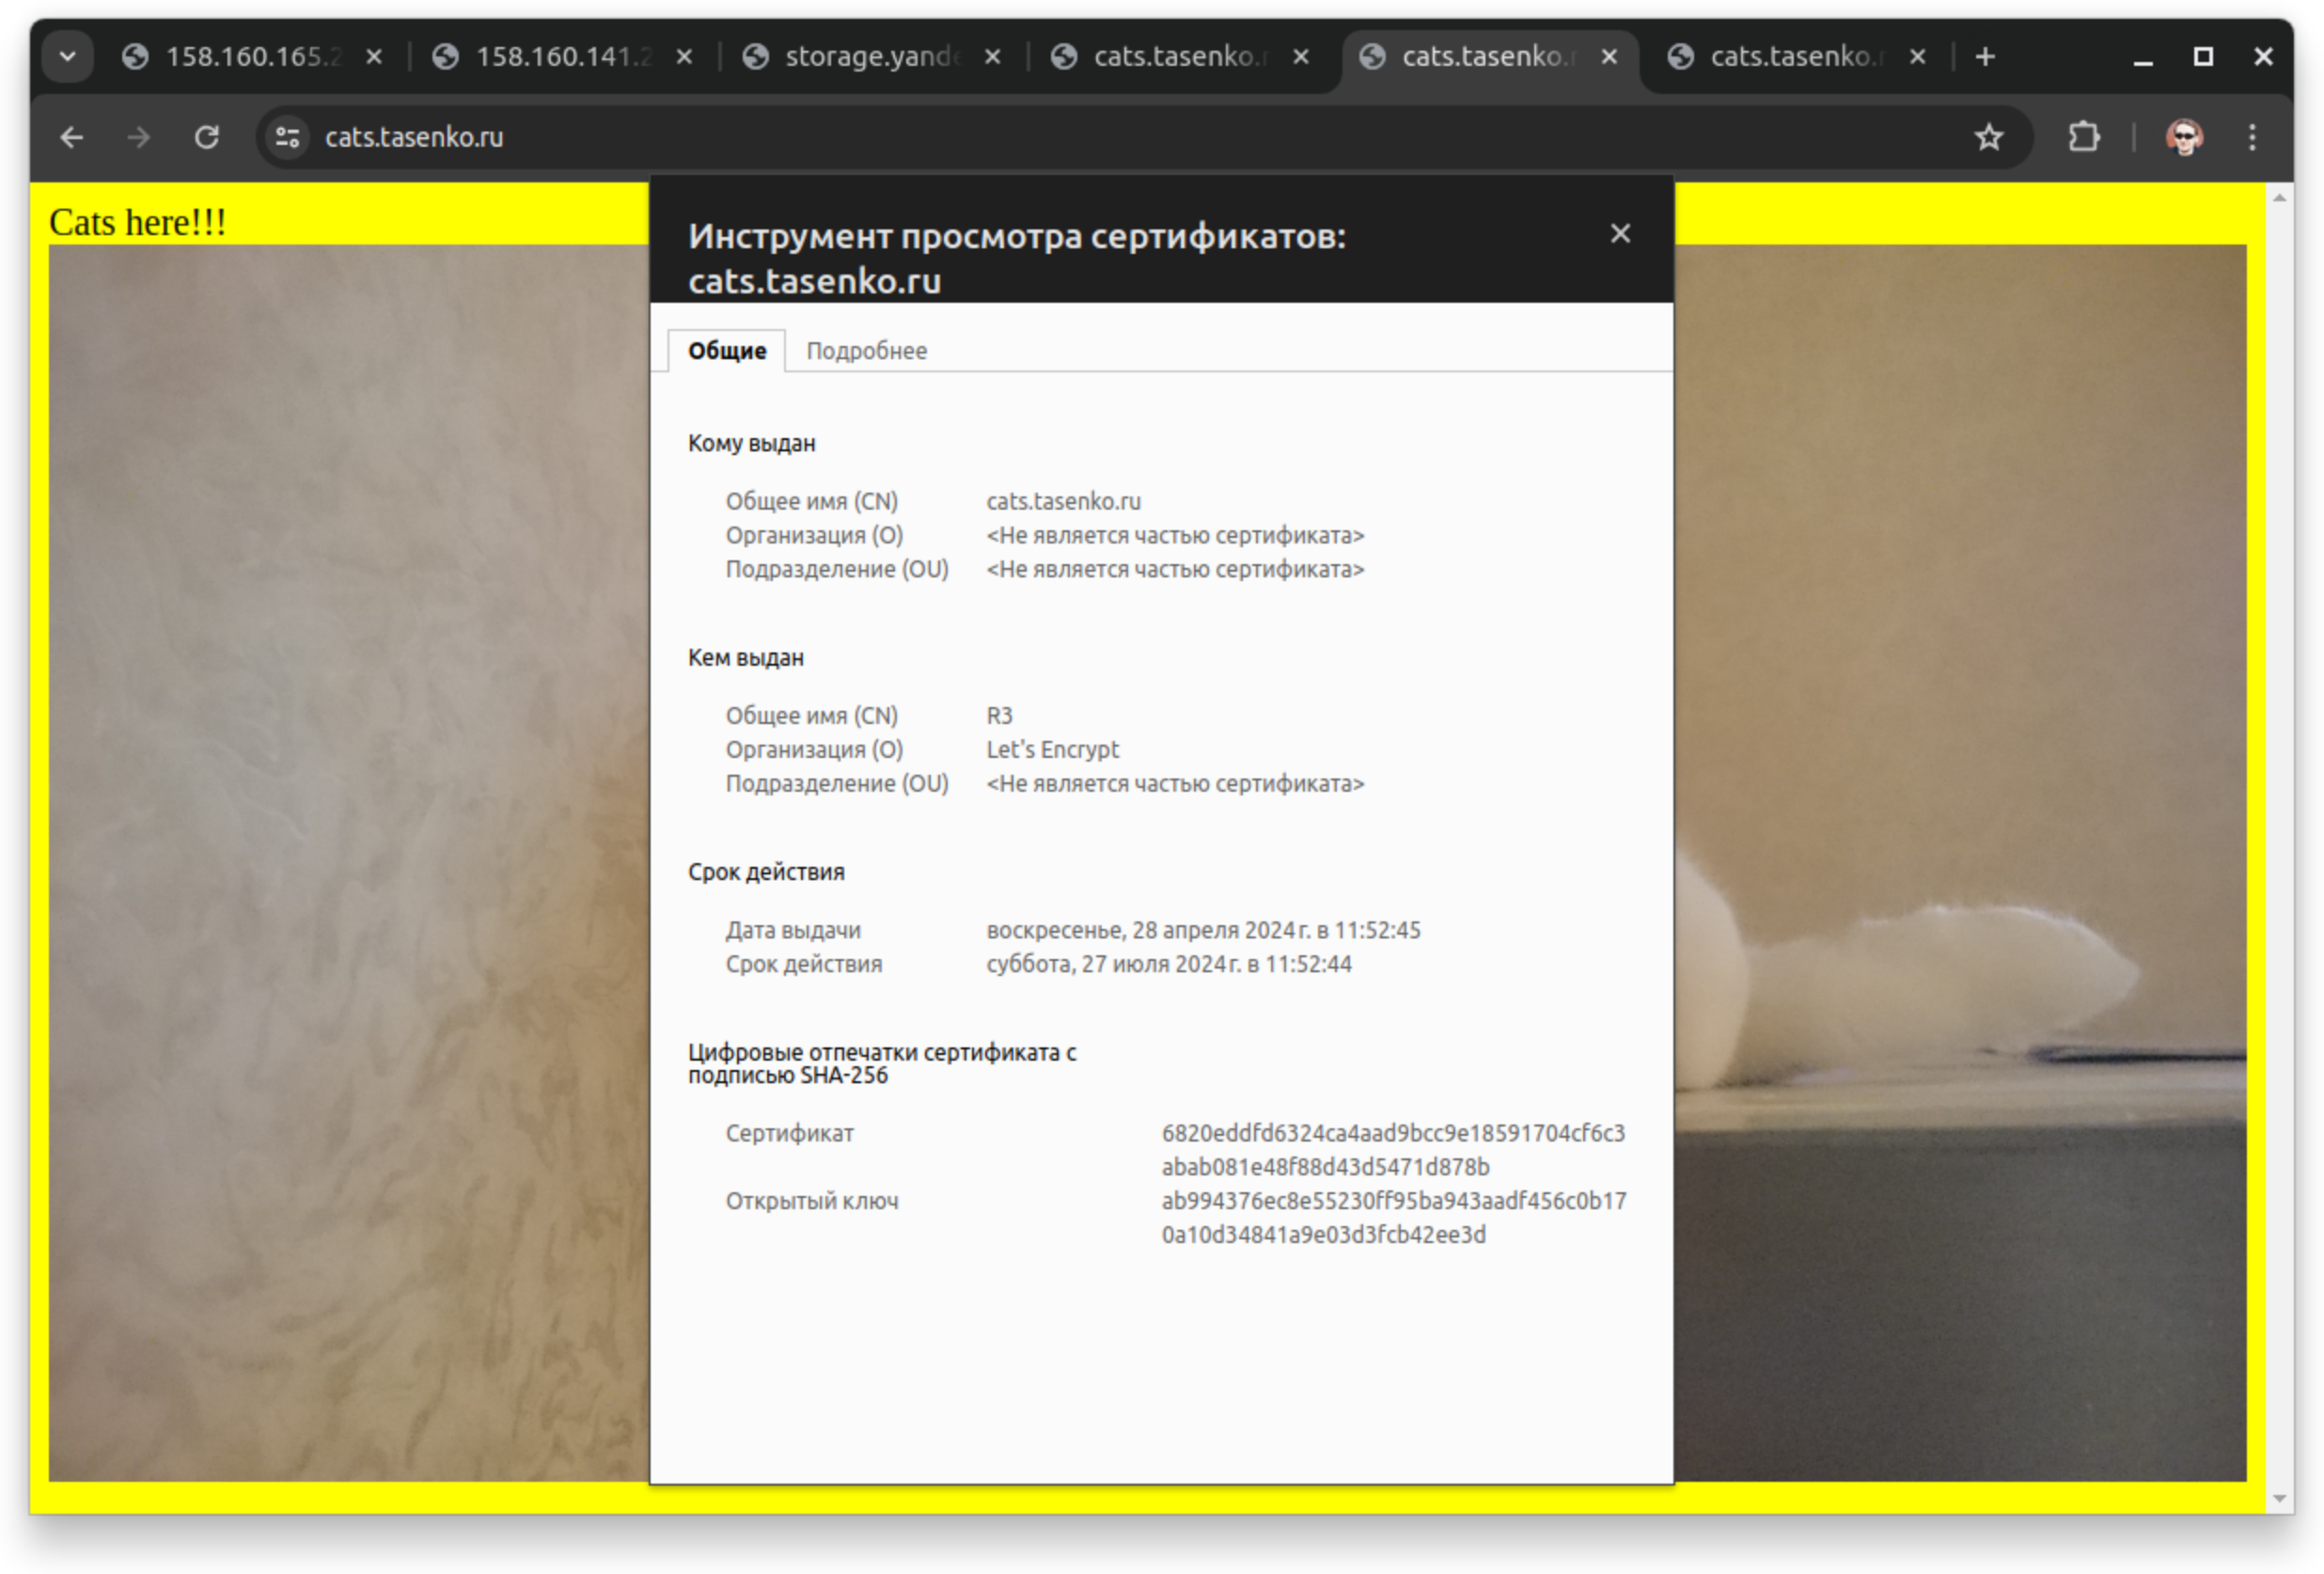 158.160.165.2
158.160.141.2
storage.yande
cats.tasenko.r
cats.tasenko.r
cats.tasenko.r
cats.tasenko.ru
Cats here!!!
Инструмент просмотра сертификатов:
cats.tasenko.ru
Общие Подробнее
Кому выдан
Общее имя (CN) cats.tasenko.ru
Организация (O) <Не является частью сертификата>
Подразделение (OU) <Не является частью сертификата>
Кем выдан
Общее имя (CN) R3
Организация (O) Let's Encrypt
Подразделение (OU) <Не является частью сертификата>
Срок действия
Дата выдачи воскресенье, 28 апреля 2024 г. в 11:52:45
Срок действия суббота, 27 июля 2024 г. в 11:52:44
Цифровые отпечатки сертификата с
подписью SHA-256
Сертификат 6820eddfd6324ca4aad9bcc9e18591704cf6c3
abab081e48f88d43d5471d878b
Открытый ключ ab994376ec8e55230ff95ba943aadf456c0b17
0a10d34841a9e03d3fcb42ee3d